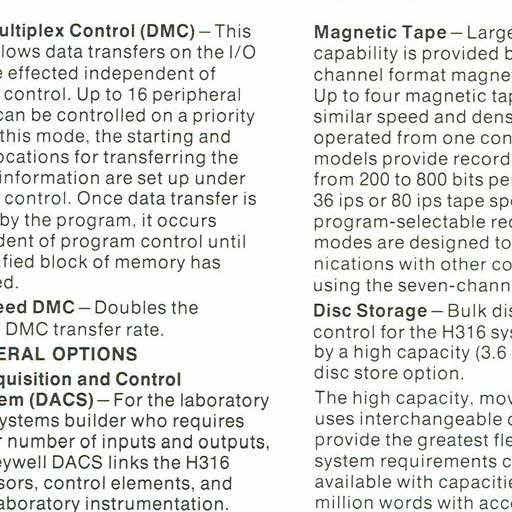 ultiplex Control (DMC) — This
lows data transfers on the I/O
effected independent of
control. Up to 16 peripheral
can be controlled on a priority
this mode, the starting and
ocations for transferring the
information are set up under
control. Once data transfer is
by the program, it occurs
dent of program control until
fied block of memory has
ed.
eed DMC — Doubles the
DMC transfer rate.
ERAL OPTIONS
quisition and Control
em (DACS) — For the laboratory
ystems builder who requires
number of inputs and outputs,
eywell DACS links the H316
sors, control elements, and
aboratory instrumentation.
Magnetic Tape — Large
capability is provided b
channel format magne
Up to four magnetic tap
similar speed and dens
operated from one con
models provide record
from 200 to 800 bits pe
36 ips or 80 ips tape spe
program-selectable rec
modes are designed to
nications with other co
using the seven-chann
Disc Storage — Bulk dis
control for the H316 sys
by a high capacity (3.6
disc store option.
The high capacity, mov
uses interchangeable d
provide the greatest fle
system requirements c
available with capacitie
million words with acce